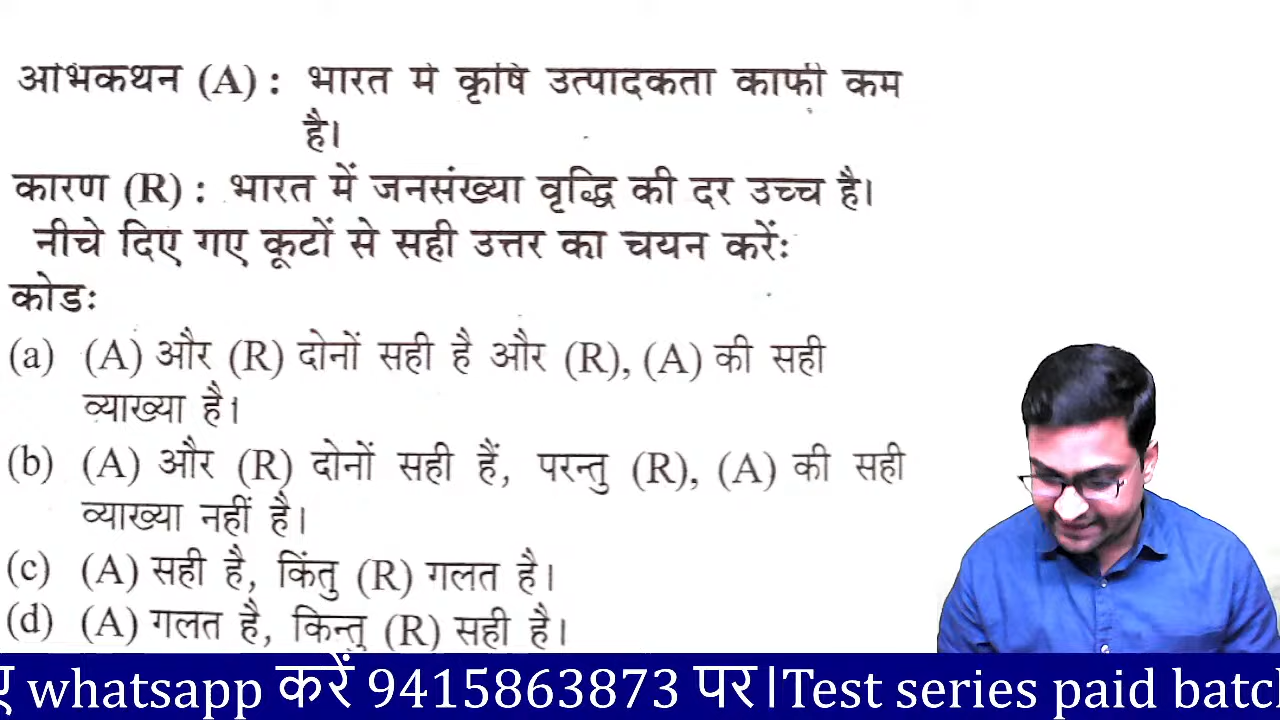 अभिकथन (A) : भारत में कृषि उत्पादकता काफी कम
है।
कारण (R) : भारत में जनसंख्या वृद्धि की दर उच्च है।
नीचे दिए गए कूटों से सही उत्तर का चयन करें:
कोडः
(a) (A) और (R) दोनों सही है और (R), (A) की सही
व्याख्या है।
(b) (A) और (R) दोनों सही हैं, परन्तु (R), (A) की सही
व्याख्या नहीं है।
(c) (A) सही है, किंतु (R) गलत है।
(d) (A) गलत है, किन्तु (R) सही है।
whatsapp करें 9415863873 पर।Test series paid batc